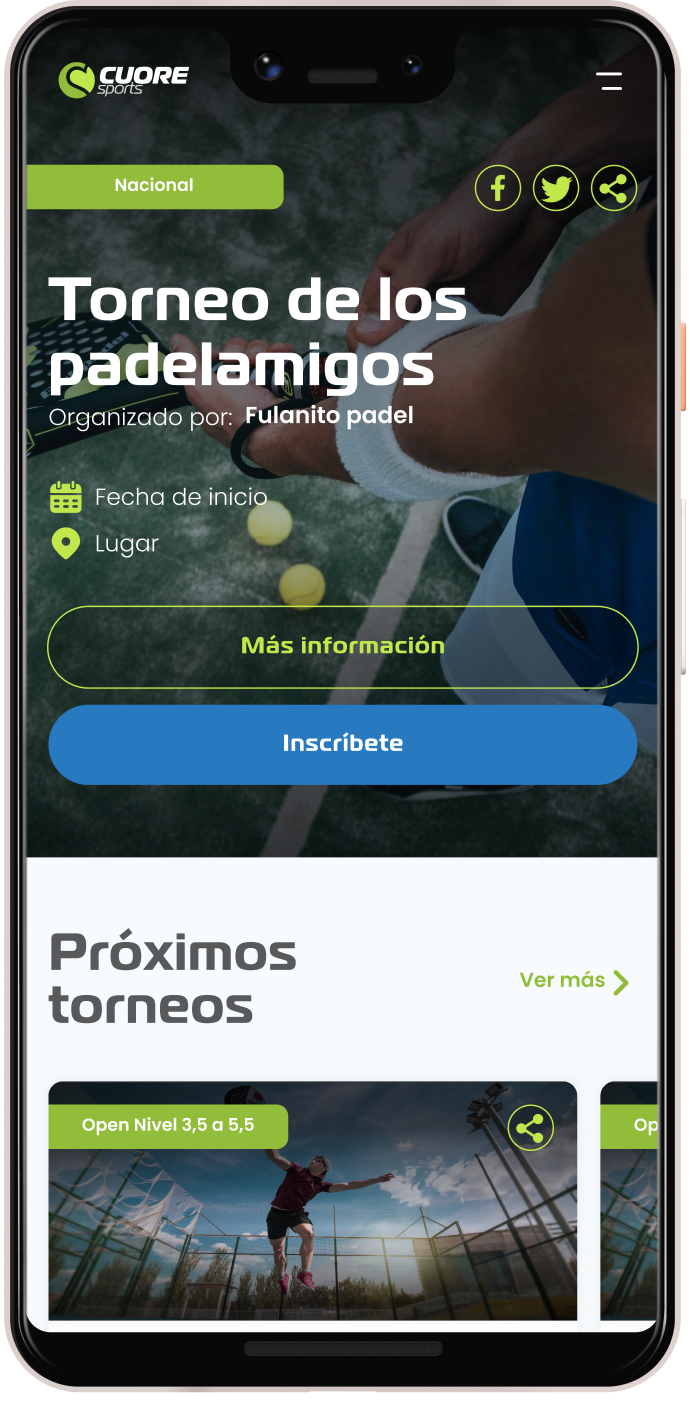 CUORE
sports
Nacional
Torneo de los
padelamigos
Organizado por: Fulanito padel
Fecha de inicio
Lugar
Más información
Inscríbete
Próximos
torneos
Ver más
Open Nivel 3,5 a 5,5
Op